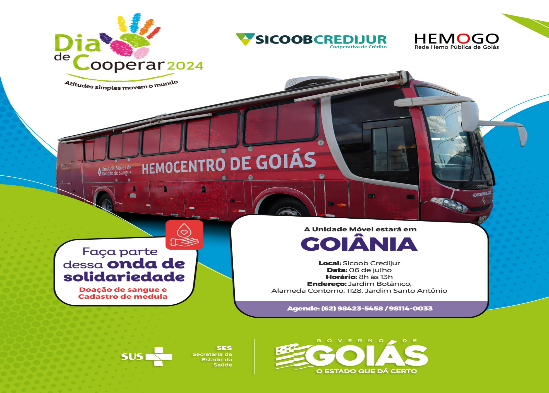 Dia
de
Cooperar 2024
Atitudes simples movem o mundo
SICOOB CREDIJUR
Cooperativa de Crédito
HEMOGO
Rede Hemo Pública de Goiás
HEMOCENTRO DE GOIÁS
Faça parte
dessa onda de
solidariedade
Doação de sangue e
Cadastro de medula
A Unidade Móvel estará em
GOIÂNIA
Local: Sicoob Credijur
Data: 06 de julho
Horário: 8h às 13h
Endereço: Jardim Botânico,
Alameda Contorno, 1128, Jardim Santo Antônio
Agende: (62) 98423-5458 / 98114-0033
SUS
SES
Secretaria de
Estado da
Saúde
GOVERNO DE
GOIÁS
O ESTADO QUE DÁ CERTO